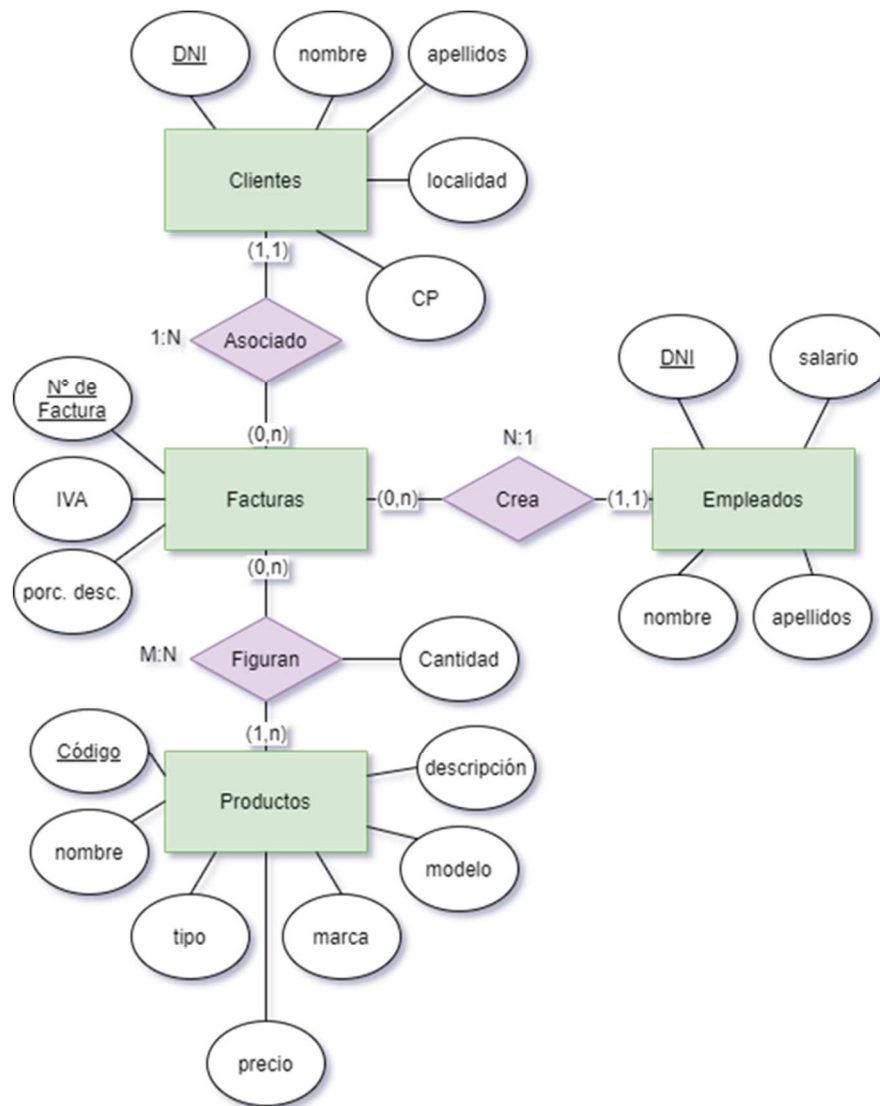 DNI
nombre
apellidos
Clientes
localidad
(1,1)
CP
1:N
Asociado
DNI
salario
Nº de
Factura
(0,n)
N:1
IVA
Facturas
(0,n)
Crea
(1,1)
Empleados
porc. desc.
(0,n)
nombre
apellidos
M:N
Figuran
Cantidad
(1,n)
Código
descripción
Productos
nombre
modelo
tipo
marca
precio